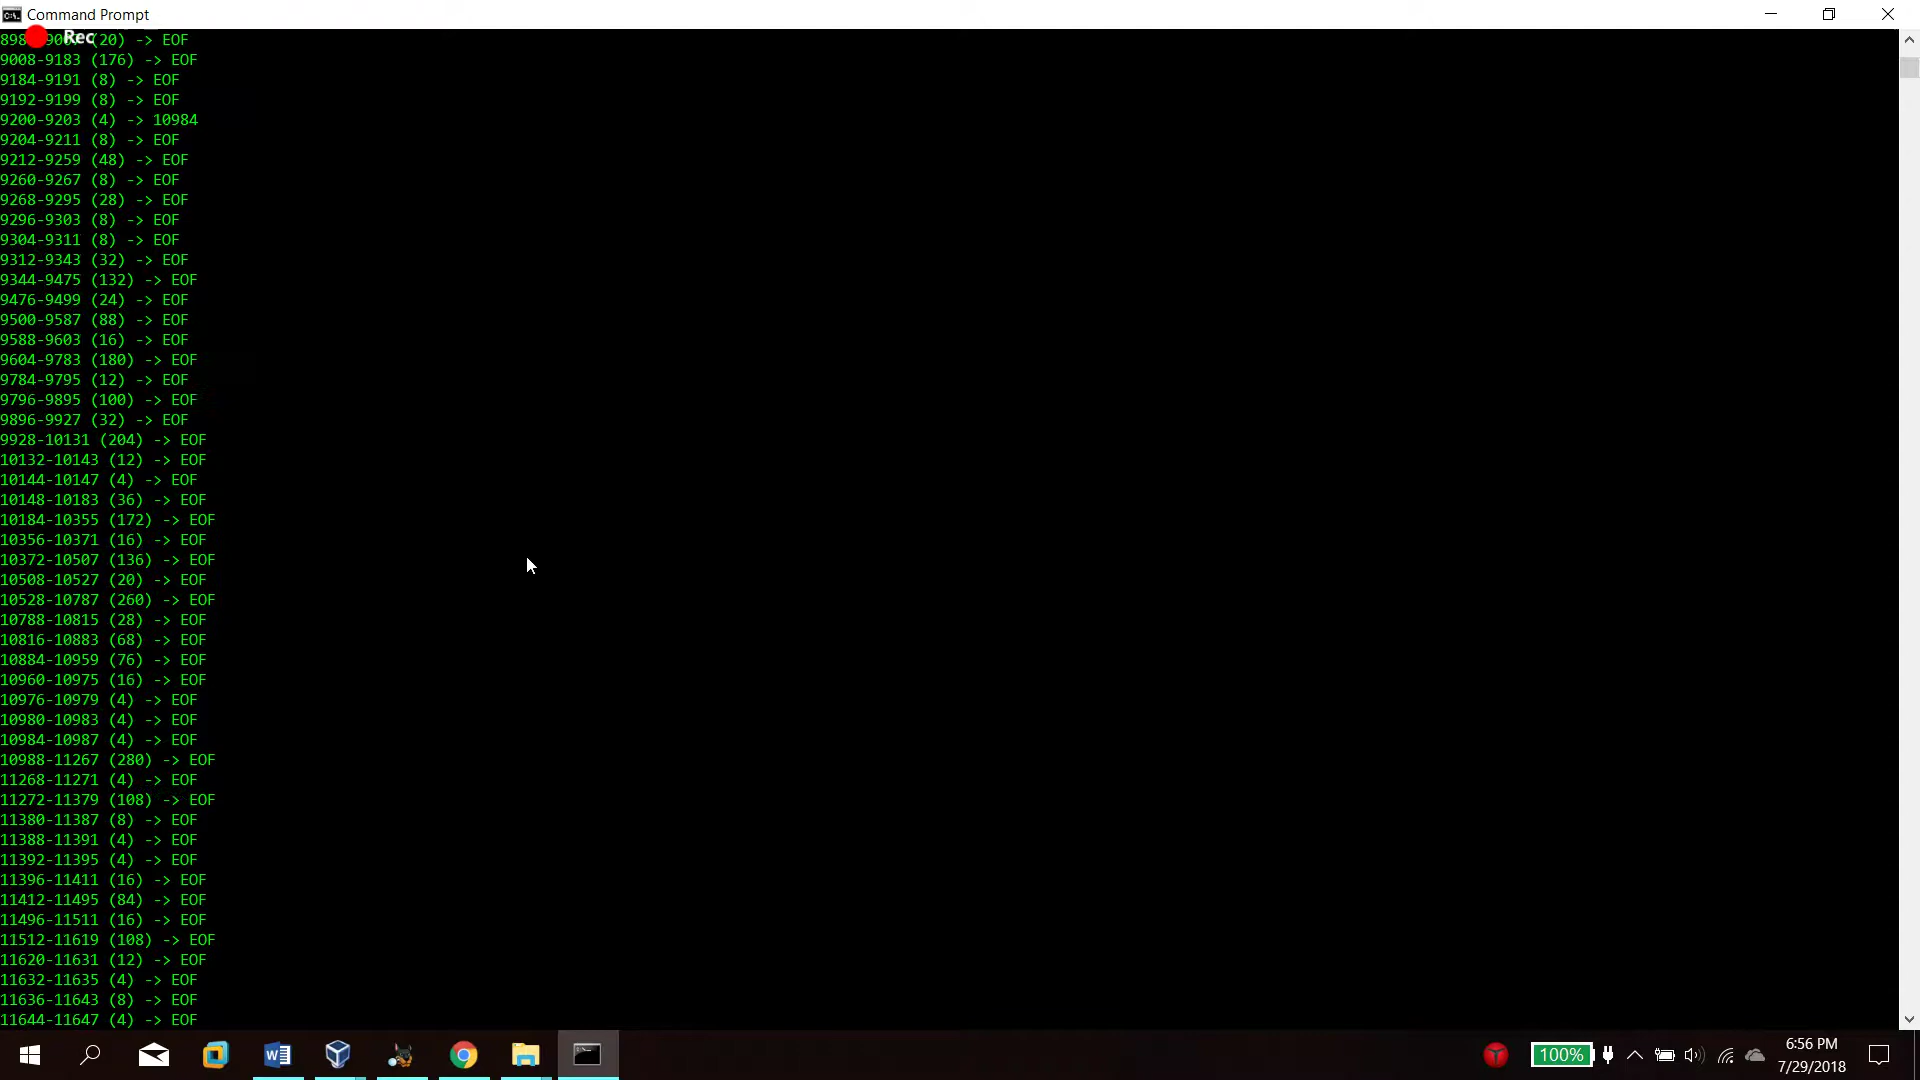 Command Prompt
Rec
(20) -> EOF
9008-9183 (176) -> EOF
9184-9191 (8) -> EOF
9192-9199 (8) -> EOF
9200-9203 (4) -> 10984
9204-9211 (8) -> EOF
9212-9259 (48) -> EOF
9260-9267 (8) -> EOF
9268-9295 (28) -> EOF
9296-9303 (8) -> EOF
9304-9311 (8) -> EOF
9312-9343 (32) -> EOF
9344-9475 (132) -> EOF
9476-9499 (24) -> EOF
9500-9587 (88) -> EOF
9588-9603 (16) -> EOF
9604-9783 (180) -> EOF
9784-9795 (12) -> EOF
9796-9895 (100) -> EOF
9896-9927 (32) -> EOF
9928-10131 (204) -> EOF
10132-10143 (12) -> EOF
10144-10147 (4) -> EOF
10148-10183 (36) -> EOF
10184-10355 (172) -> EOF
10356-10371 (16) -> EOF
10372-10507 (136) -> EOF
10508-10527 (20) -> EOF
10528-10787 (260) -> EOF
10788-10815 (28) -> EOF
10816-10883 (68) -> EOF
10884-10959 (76) -> EOF
10960-10975 (16) -> EOF
10976-10979 (4) -> EOF
10980-10983 (4) -> EOF
10984-10987 (4) -> EOF
10988-11267 (280) -> EOF
11268-11271 (4) -> EOF
11272-11379 (108) -> EOF
11380-11387 (8) -> EOF
11388-11391 (4) -> EOF
11392-11395 (4) -> EOF
11396-11411 (16) -> EOF
11412-11495 (84) -> EOF
11496-11511 (16) -> EOF
11512-11619 (108) -> EOF
11620-11631 (12) -> EOF
11632-11635 (4) -> EOF
11636-11643 (8) -> EOF
11644-11647 (4) -> EOF
100%
6:56 PM
7/29/2018